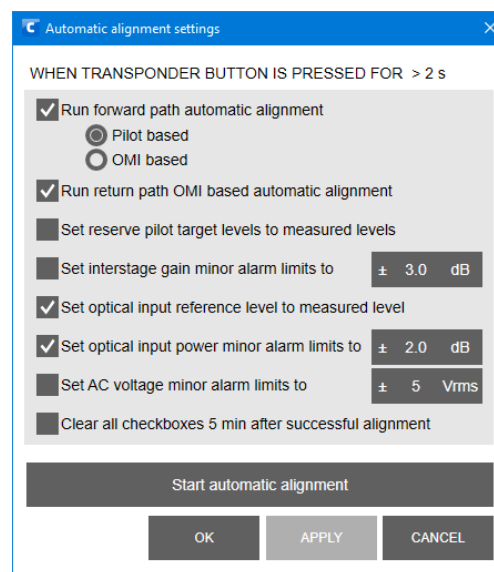 Automatic alignment settings
WHEN TRANSPONDER BUTTON IS PRESSED FOR > 2 s
Run forward path automatic alignment
Pilot based
OMI based
Run return path OMI based automatic alignment
Set reserve pilot target levels to measured levels
Set interstage gain minor alarm limits to ± 3.0 dB
Set optical input reference level to measured level
Set optical input power minor alarm limits to ± 2.0 dB
Set AC voltage minor alarm limits to ± 5 Vrms
Clear all checkboxes 5 min after successful alignment
Start automatic alignment
OK APPLY CANCEL